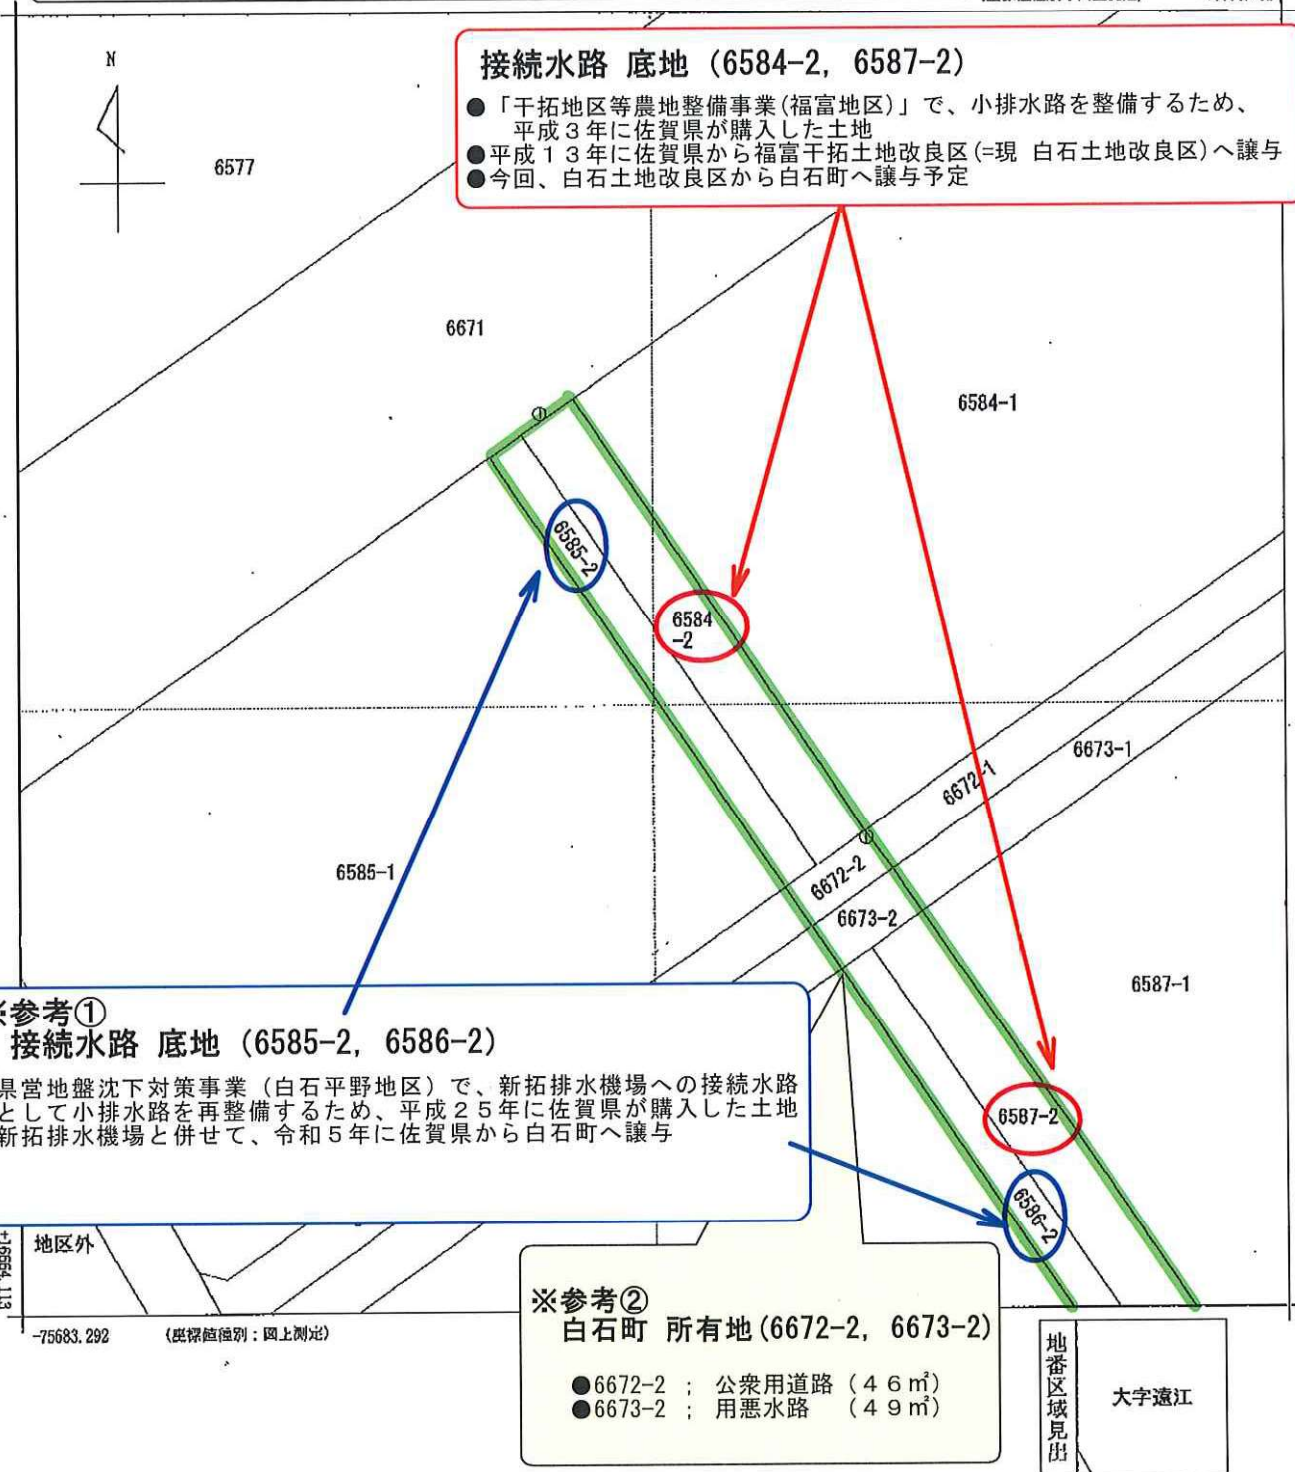 接続水路 底地 (6584-2, 6587-2)
●「干拓地区等農地整備事業(福富地区)」で、小排水路を整備するため、
平成３年に佐賀県が購入した土地
●平成１３年に佐賀県から福富干拓土地改良区(=現 白石土地改良区)へ譲与
●今回、白石土地改良区から白石町へ譲与予定
N
6577
6671
6584-1
6585-2
6584
-2
6673-1
6672-1
6585-1
6672-2
6673-2
6587-1
※参考①
接続水路 底地 (6585-2, 6586-2)
県営地盤沈下対策事業（白石平野地区）で、新拓排水機場への接続水路
として小排水路を再整備するため、平成２５年に佐賀県が購入した土地
新拓排水機場と併せて、令和５年に佐賀県から白石町へ譲与
6587-2
6586-2
地区外
+16664.113
-75683.292
(座標値種別：図上測定)
※参考②
白石町 所有地(6672-2, 6673-2)
●6672-2 ； 公衆用道路（４６㎡）
●6673-2 ； 用悪水路 （４９㎡）
地番区域見出
大字遠江